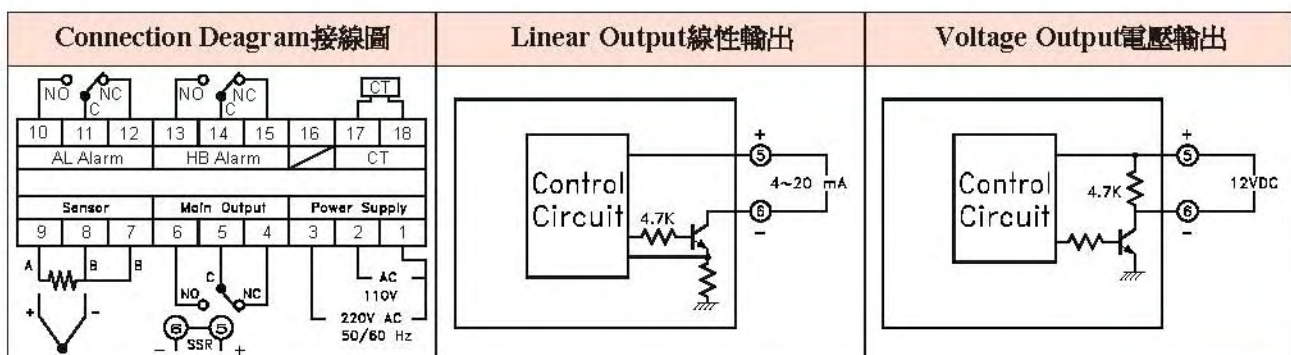 Connection Deagram接線圖
Linear Output線性輸出
Voltage Output電壓輸出
NO NC NO NC CT
C C
10 11 12 13 14 15 16 17 18
AL Alarm HB Alarm CT
Sensor Main Output Power Supply
9 8 7 6 5 4 3 2 1
A B B
C
NO NC
AC
110V
220V AC
50/60 Hz
+ -
6 5
- SSR +
Control
Circuit
4.7K
+
5
4~20 mA
6
-
Control
Circuit
4.7K
+
5
12VDC
6
-